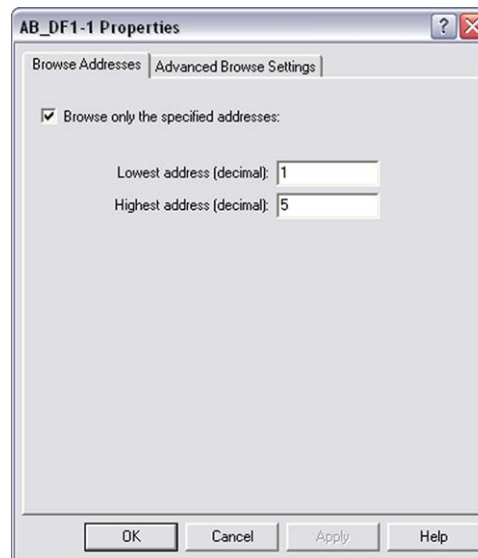 AB_DF1-1 Properties
Browse Addresses
Advanced Browse Settings
Browse only the specified addresses:
Lowest address (decimal): 1
Highest address (decimal): 5
OK
Cancel
Apply
Help